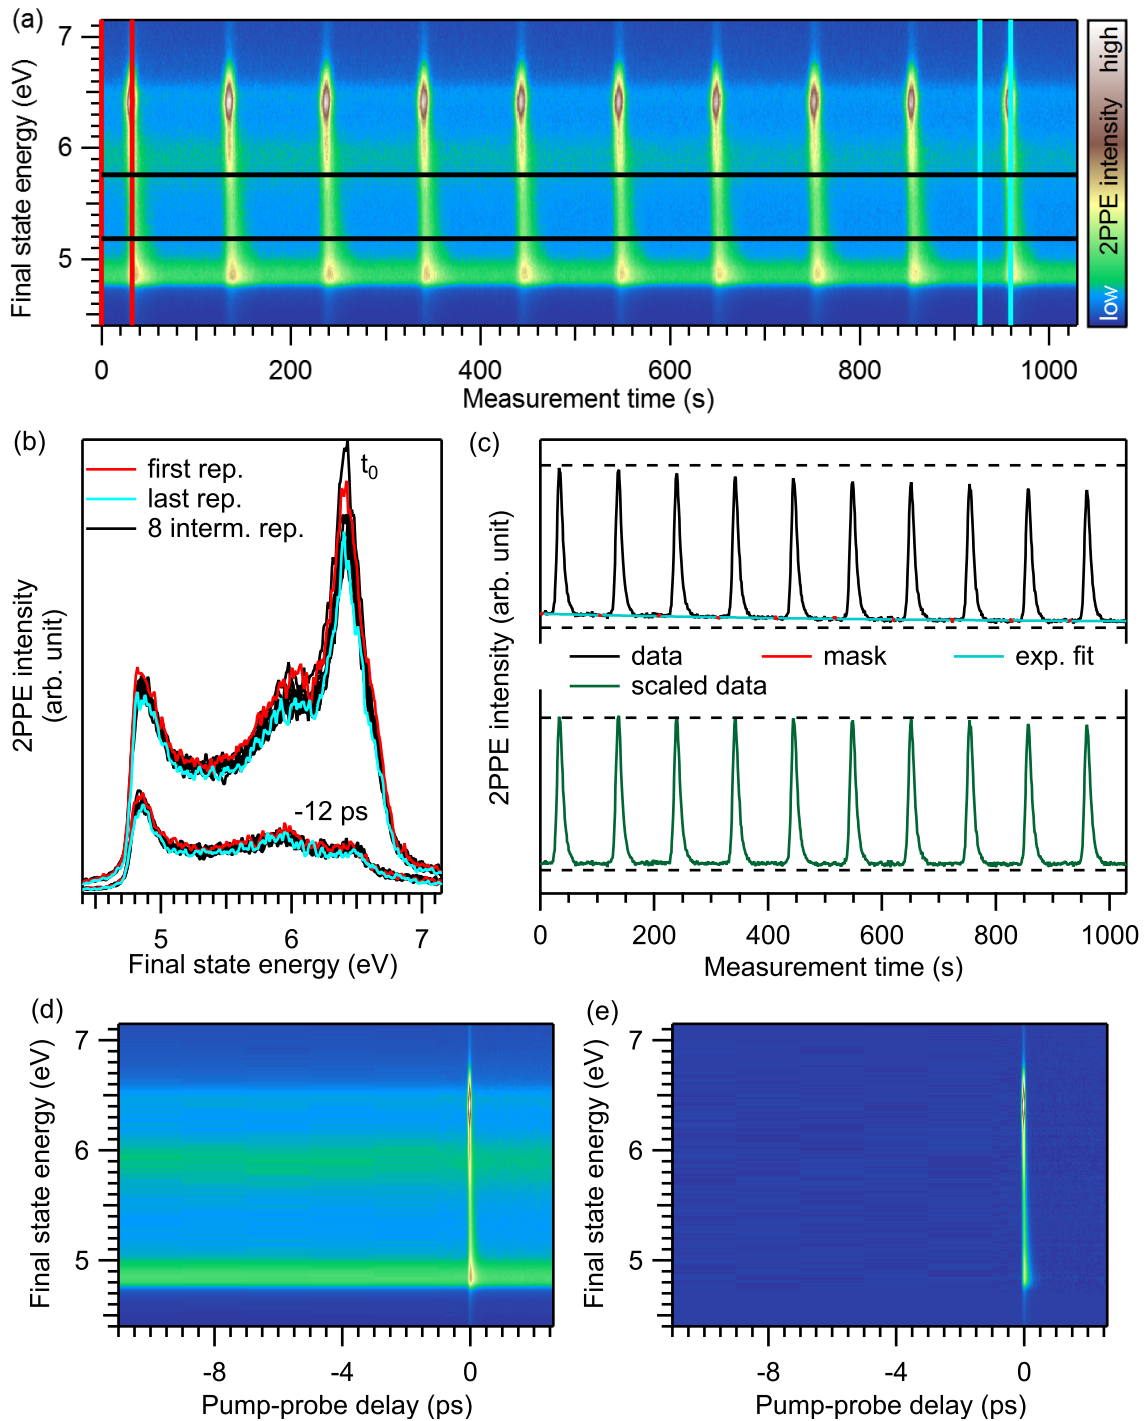 (a)
7
6
5
Final state energy (eV)
0
200
400
600
800
1000
Measurement time (s)
low 2PPE intensity high
(b)
first rep.
last rep.
8 interm. rep.
t0
-12 ps
2PPE intensity
(arb. unit)
5
6
7
Final state energy (eV)
(c)
2PPE intensity (arb. unit)
data
mask
exp. fit
scaled data
0
200
400
600
800
1000
Measurement time (s)
(d)
7
6
5
Final state energy (eV)
-8
-4
0
Pump-probe delay (ps)
(e)
7
6
5
Final state energy (eV)
-8
-4
0
Pump-probe delay (ps)